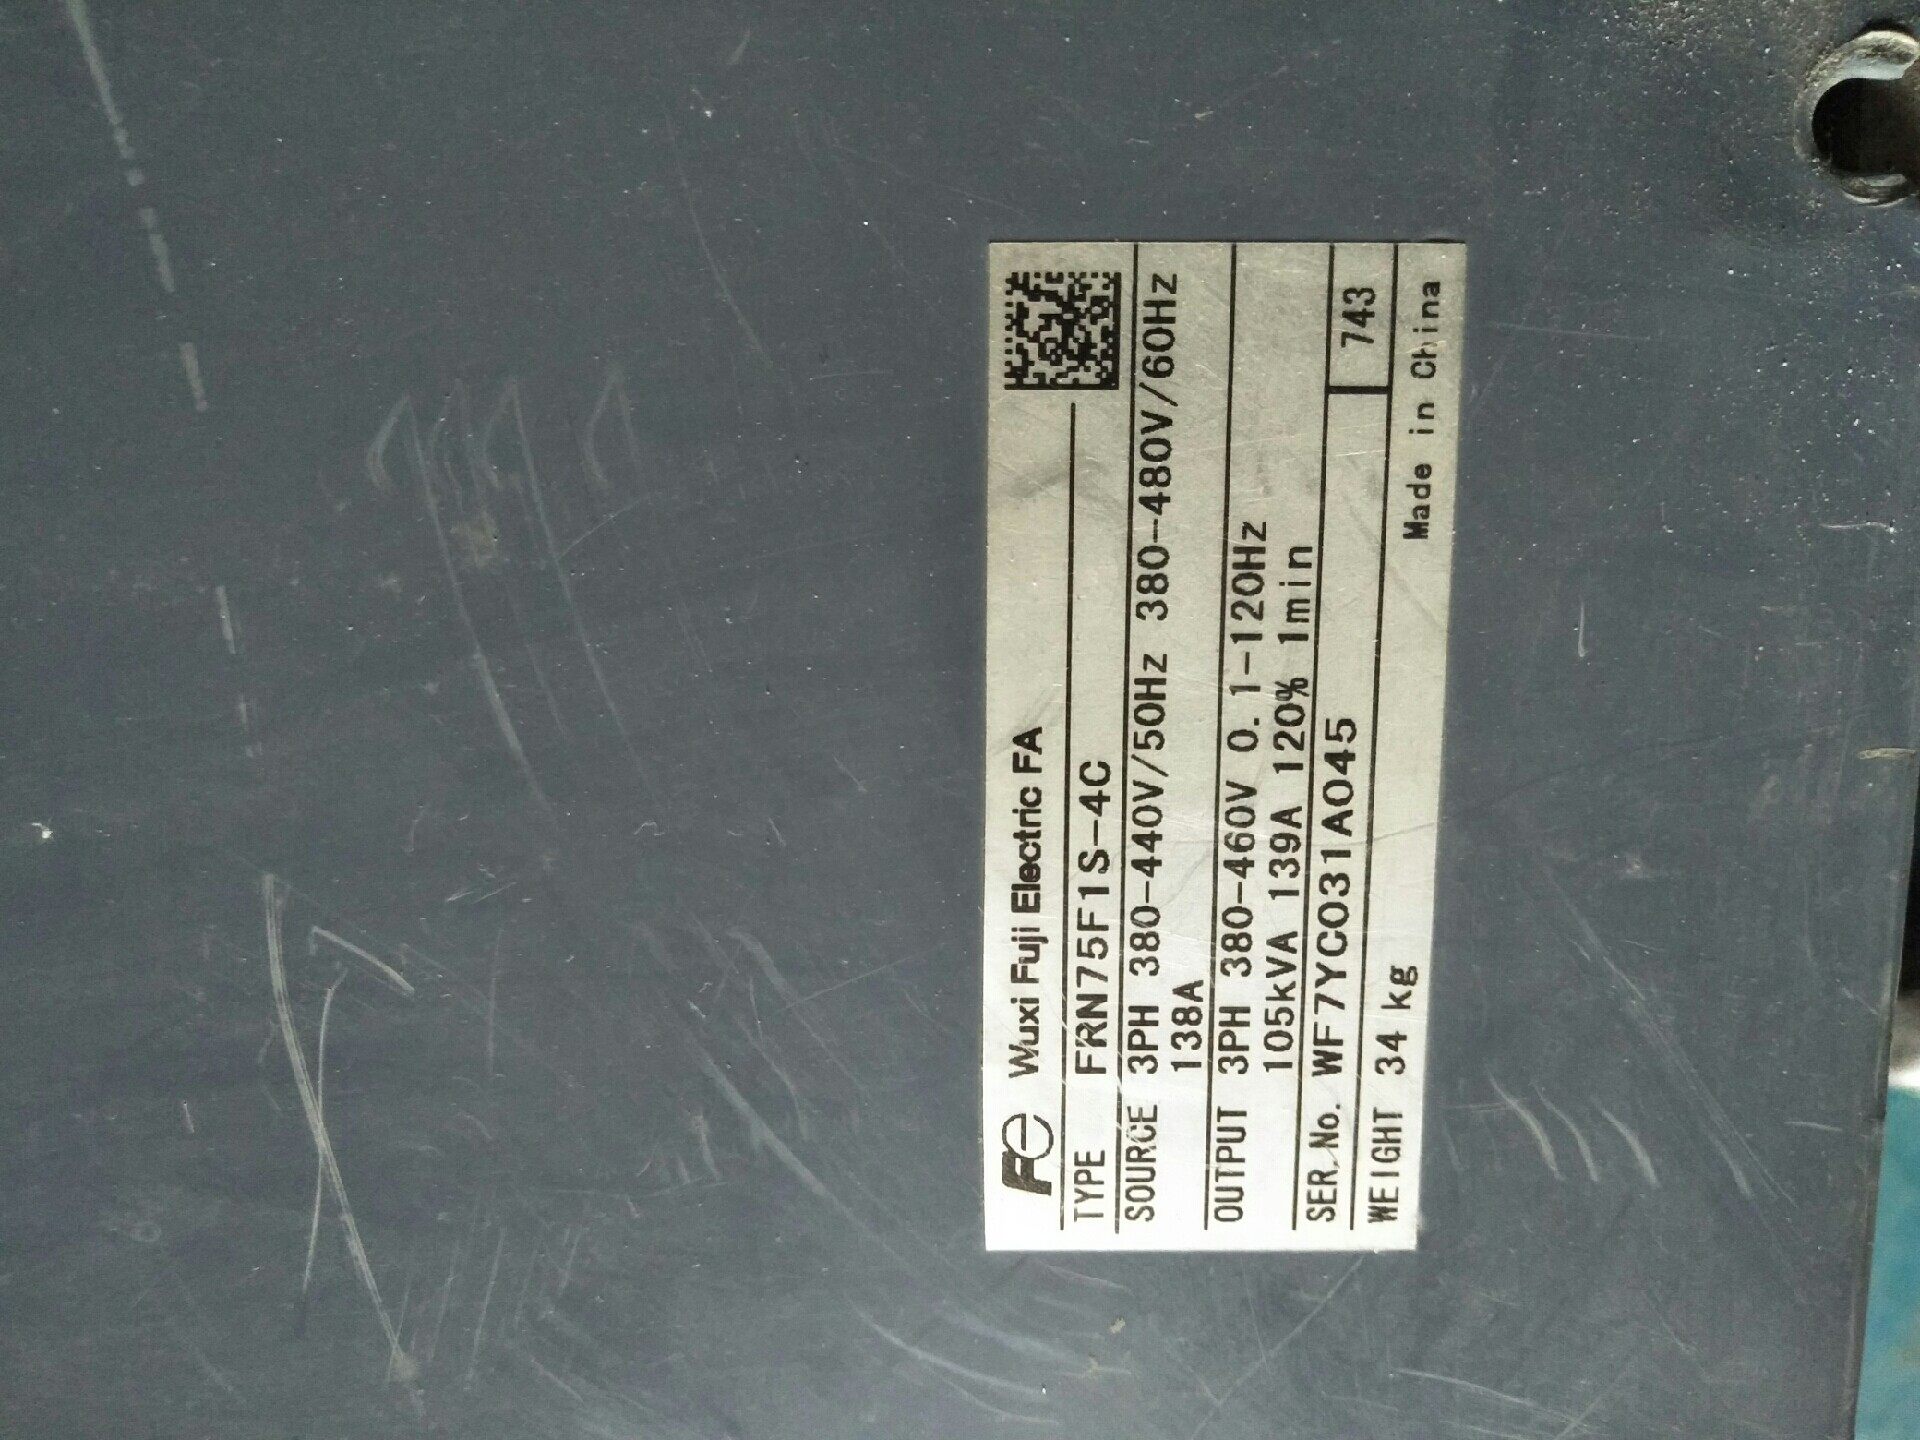 Fe Wuxi Fuji Electric FA
TYPE FRN75F1S-4C
SOURCE 3PH 380-440V/50Hz 380-480V/60Hz
138A
OUTPUT 3PH 380-460V 0.1-120Hz
105kVA 139A 120% 1min
SER.No. WF7YC031A045 743
WEIGHT 34 kg
Made in China